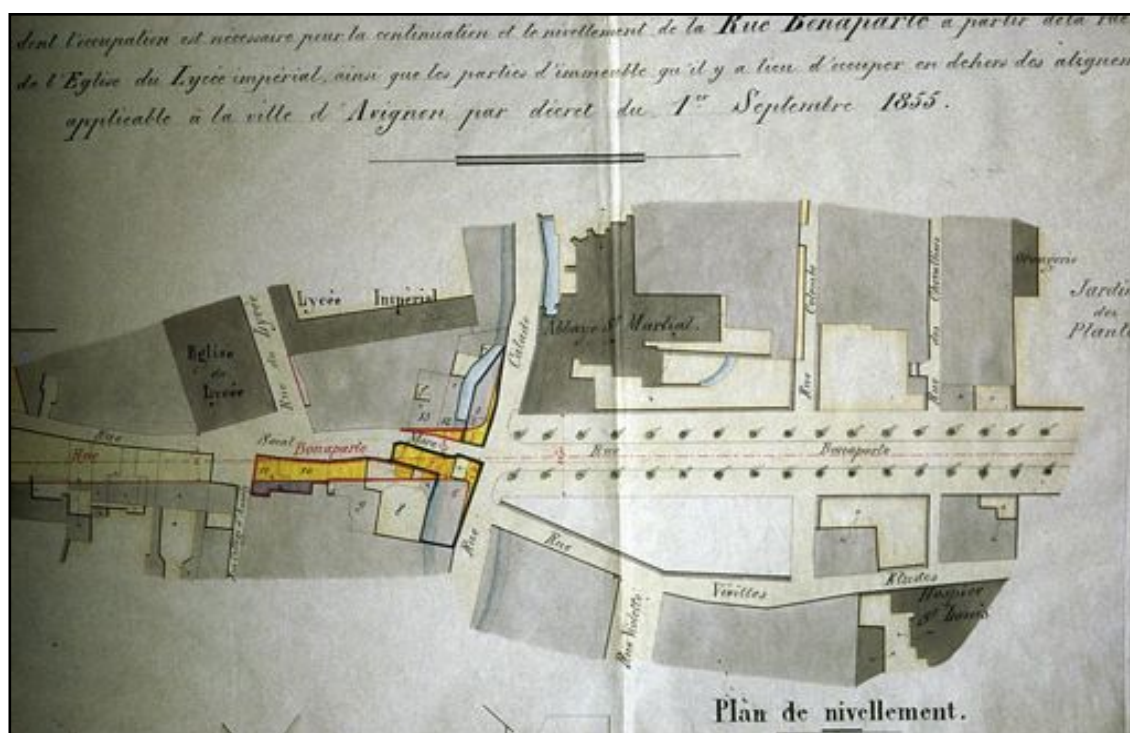 dont l'occupation est nécessaire pour la continuation et le nivellement de la Rue Bonaparte à partir de la
de l'Eglise du Lycée impérial, ainsi que les parties d'immeuble qu'il y a lieu d'occuper en dehors des alignem
applicable à la ville d'Avignon par décret du 1er Septembre 1855.
Orangerie
Jardin
des
Plante
Lycée Impérial
Eglise
du
Lycée
Rue du Lycée
Calade
Abbaye St Martial.
Rue Colombe
Rue des
Rue
Saint Marc
Rue Bonaparte
Rue Bonaparte
Rue
Rue
Vieilles
Etudes
Rue Violette
Hospice
St Louis
Plan de nivellement.